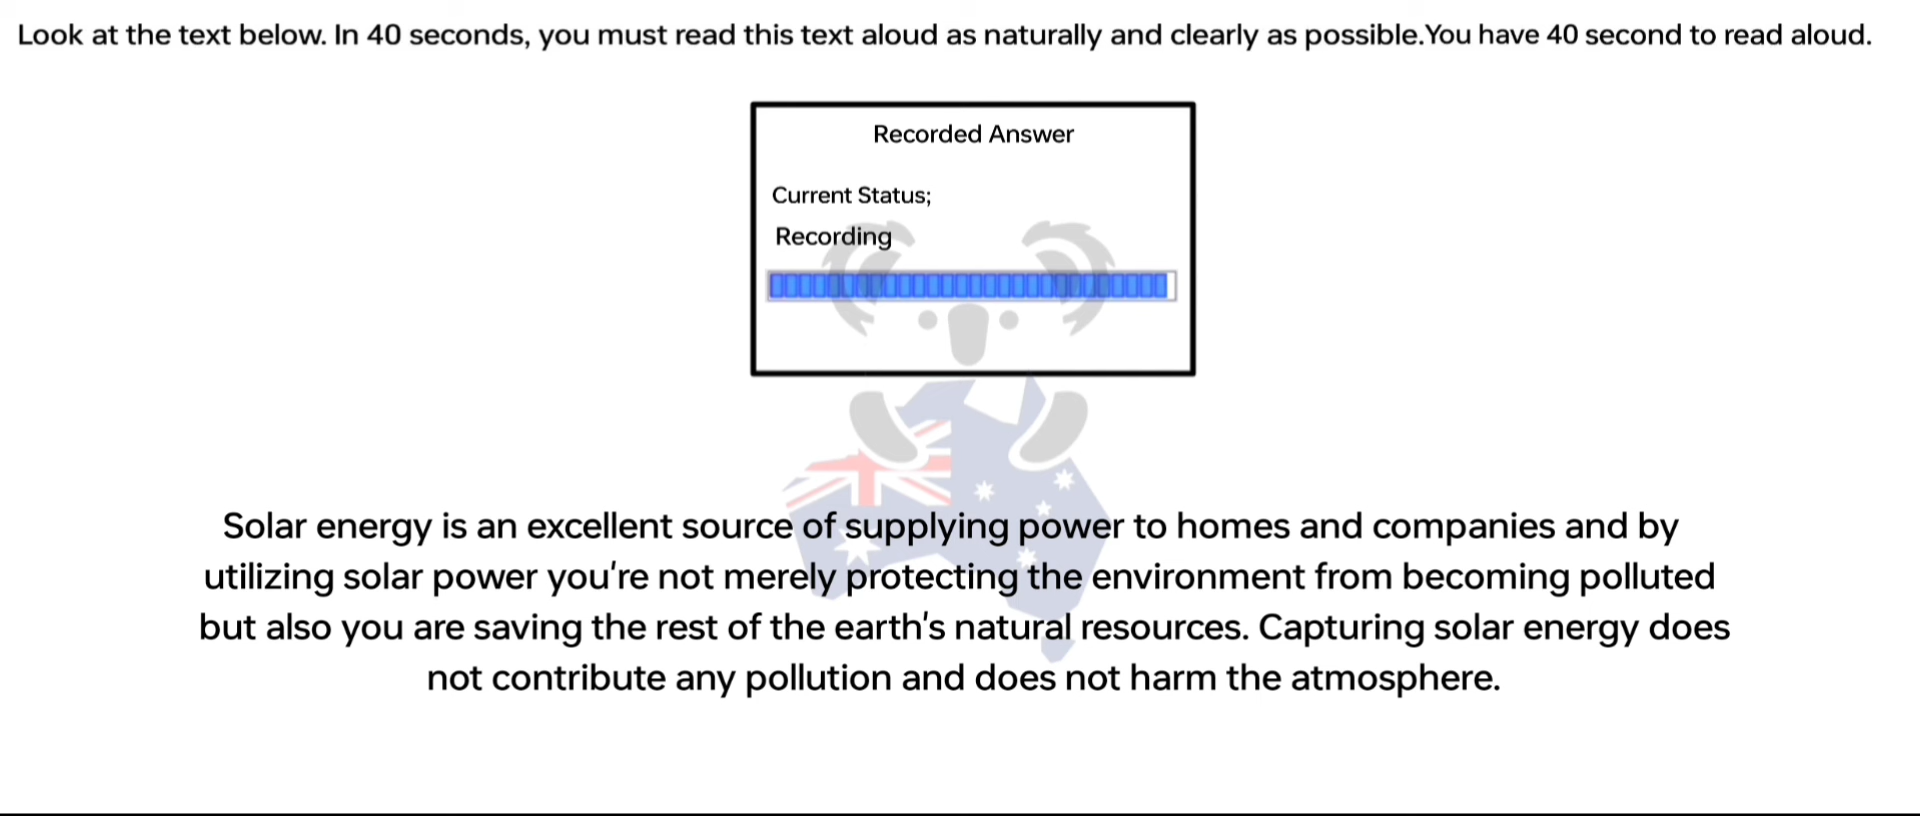 Look at the text below. In 40 seconds, you must read this text aloud as naturally and clearly as possible.You have 40 second to read aloud.
Recorded Answer
Current Status;
Recording
Solar energy is an excellent source of supplying power to homes and companies and by
utilizing solar power you're not merely protecting the environment from becoming polluted
but also you are saving the rest of the earth's natural resources. Capturing solar energy does
not contribute any pollution and does not harm the atmosphere.